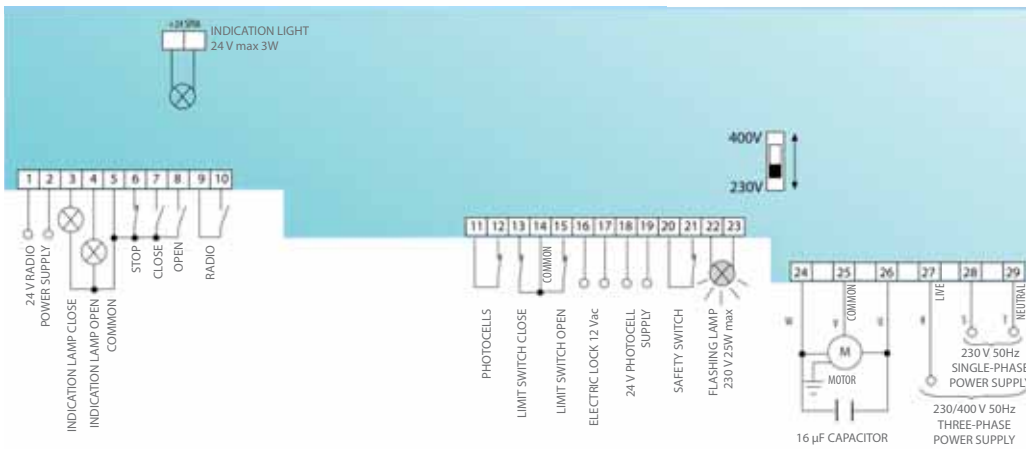 INDICATION LIGHT
24 V max 3W
400V
230V
1 2 3 4 5 6 7 8 9 10
24 V RADIO
POWER SUPPLY
INDICATION LAMP CLOSE
INDICATION LAMP OPEN
COMMON
STOP
CLOSE
OPEN
RADIO
11 12 13 14 15 16 17 18 19 20 21 22 23
COMMON
PHOTOCELLS
LIMIT SWITCH CLOSE
LIMIT SWITCH OPEN
ELECTRIC LOCK 12 Vac
24 V PHOTOCELL
SUPPLY
SAFETY SWITCH
FLASHING LAMP
230 V 25W max
24 25 26 27 28 29
COMMON
LIVE
NEUTRAL
W V U R S T
M
MOTOR
16 µF CAPACITOR
230 V 50Hz
SINGLE-PHASE
POWER SUPPLY
230/400 V 50Hz
THREE-PHASE
POWER SUPPLY